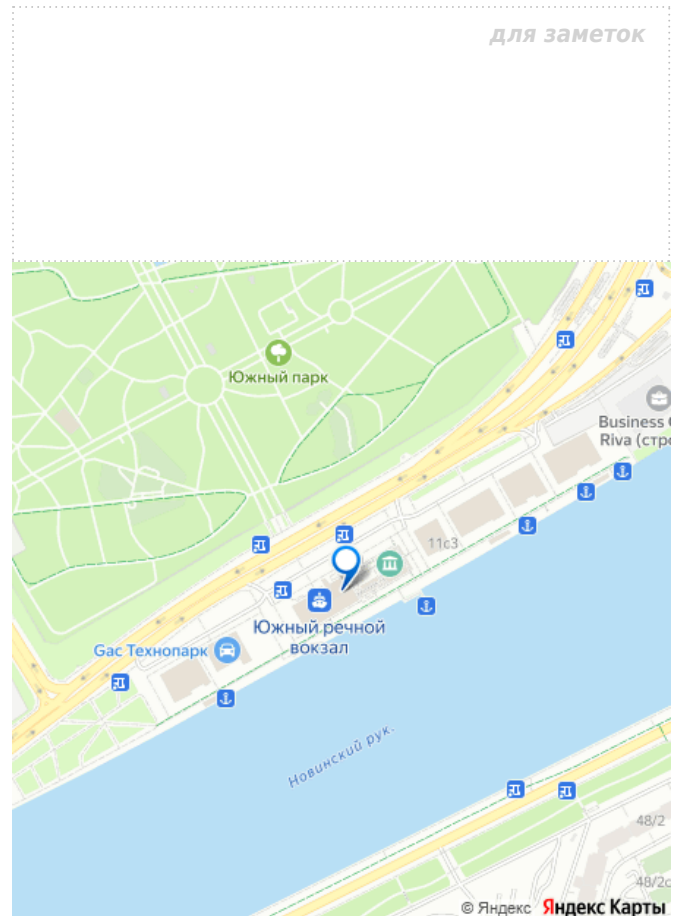 для заметок
Южный парк
Business
Riva (стро
11с3
Южный речной
вокзал
Gac Технопарк
Новинский рук.
48/2
48/2с
© Яндекс Яндекс Карты